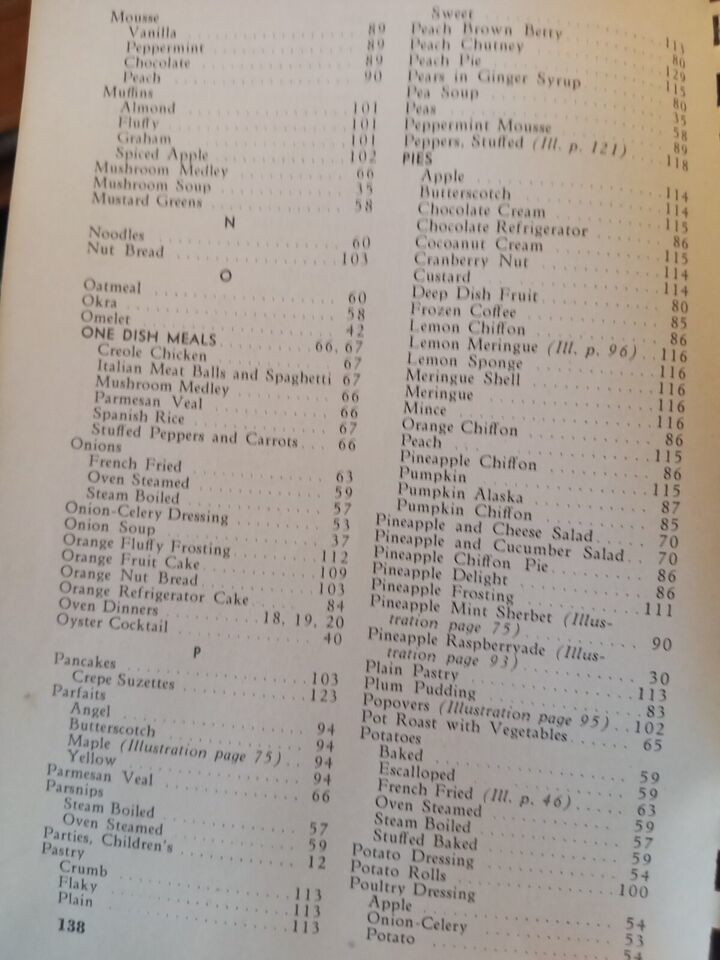 Mousse
Vanilla 89
Peppermint 89
Chocolate 89
Peach 90
Muffins
Almond 101
Fluffy 101
Graham 101
Spiced Apple 102
Mushroom Medley 66
Mushroom Soup 35
Mustard Greens 58
N
Noodles 60
Nut Bread 103
O
Oatmeal 60
Okra 58
Omelet 42
ONE DISH MEALS 66, 67
Creole Chicken 67
Italian Meat Balls and Spaghetti 67
Mushroom Medley 66
Parmesan Veal 66
Spanish Rice 67
Stuffed Peppers and Carrots 66
Onions
French Fried 63
Oven Steamed 59
Steam Boiled 57
Onion-Celery Dressing 53
Onion Soup 37
Orange Fluffy Frosting 112
Orange Fruit Cake 109
Orange Nut Bread 103
Orange Refrigerator Cake 84
Oven Dinners 18, 19, 20
Oyster Cocktail 40
P
Pancakes 103
Crepe Suzettes 123
Parfaits
Angel 94
Butterscotch 94
Maple (Illustration page 75) 94
Yellow 94
Parmesan Veal 66
Parsnips
Steam Boiled 57
Oven Steamed 59
Parties, Children's 12
Pastry
Crumb 113
Flaky 113
Plain 113
138
Sweet 113
Peach Brown Betty 80
Peach Chutney 129
Peach Pie 115
Pears in Ginger Syrup 80
Pea Soup 35
Peas 58
Peppermint Mousse 89
Peppers, Stuffed (Ill. p. 121) 118
PIES
Apple 114
Butterscotch 114
Chocolate Cream 115
Chocolate Refrigerator 86
Cocoanut Cream 115
Cranberry Nut 114
Custard 114
Deep Dish Fruit 80
Frozen Coffee 85
Lemon Chiffon 86
Lemon Meringue (Ill. p. 96) 116
Lemon Sponge 116
Meringue Shell 116
Meringue 116
Mince 116
Orange Chiffon 86
Peach 115
Pineapple Chiffon 86
Pumpkin 115
Pumpkin Alaska 87
Pumpkin Chiffon 85
Pineapple and Cheese Salad 70
Pineapple and Cucumber Salad 70
Pineapple Chiffon Pie 86
Pineapple Delight 86
Pineapple Frosting 111
Pineapple Mint Sherbet (Illus-
tration page 75) 90
Pineapple Raspberryade (Illus-
tration page 93) 30
Plain Pastry 113
Plum Pudding 83
Popovers (Illustration page 95) 102
Pot Roast with Vegetables 65
Potatoes
Baked 59
Escalloped 59
French Fried (Ill. p. 46) 63
Oven Steamed 59
Steam Boiled 57
Stuffed Baked 59
Potato Dressing 54
Potato Rolls 100
Poultry Dressing
Apple 54
Onion-Celery 53
Potato 54